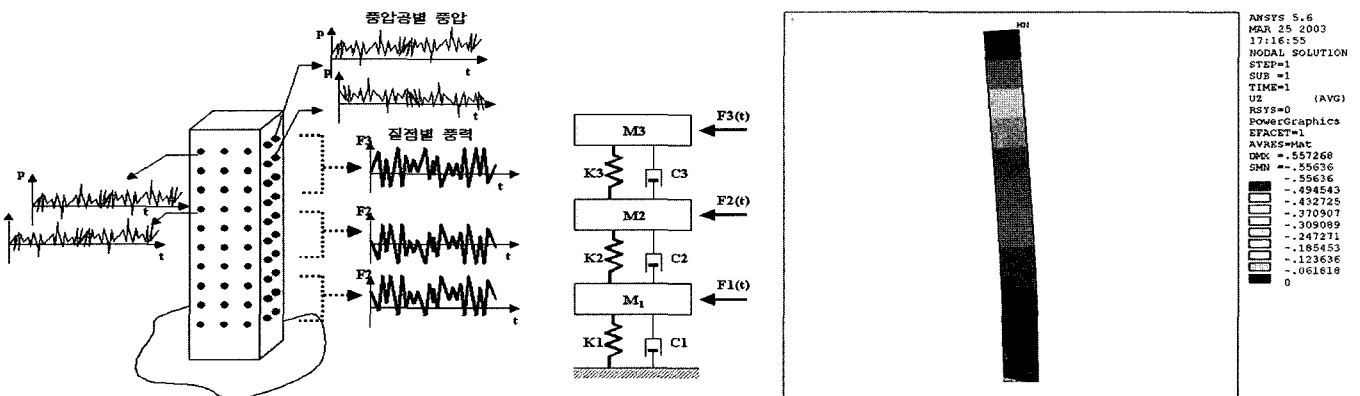 풍압공별 풍압
P
t
P
t
질점별 풍력
F3
t
F2
t
F2
t
P
t
P
t
M3
F3(t)
K3
C3
M2
F2(t)
K2
C2
M1
F1(t)
K1
C1
MN
ANSYS 5.6
MAR 25 2003
17:16:55
NODAL SOLUTION
STEP=1
SUB =1
TIME=1
UZ (AVG)
RSYS=0
PowerGraphics
EFACET=1
AVRES=Mat
DMX =.557268
SMN =-.55636
-.55636
-.494543
-.432725
-.370907
-.309089
-.247271
-.185453
-.123636
-.061818
0